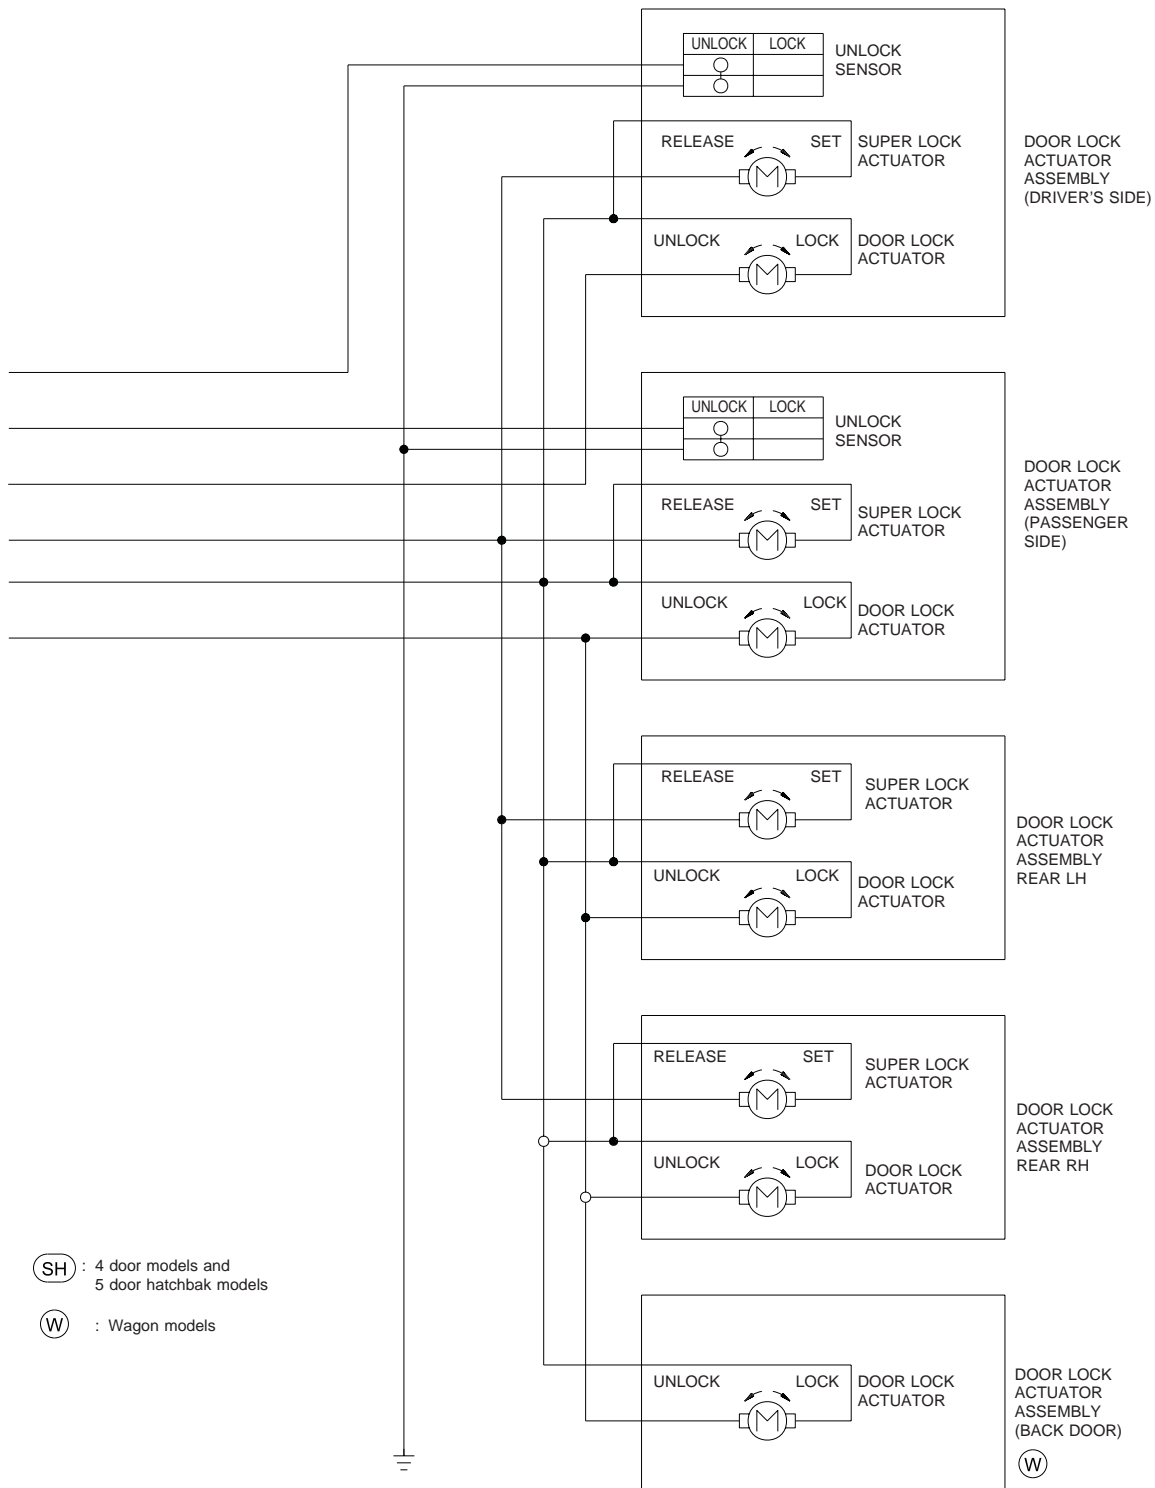 UNLOCK LOCK
UNLOCK
SENSOR
RELEASE SET
SUPER LOCK
ACTUATOR
M
UNLOCK LOCK
DOOR LOCK
ACTUATOR
M
DOOR LOCK
ACTUATOR
ASSEMBLY
(DRIVER'S SIDE)
UNLOCK LOCK
UNLOCK
SENSOR
RELEASE SET
SUPER LOCK
ACTUATOR
M
UNLOCK LOCK
DOOR LOCK
ACTUATOR
M
DOOR LOCK
ACTUATOR
ASSEMBLY
(PASSENGER
SIDE)
RELEASE SET
SUPER LOCK
ACTUATOR
M
UNLOCK LOCK
DOOR LOCK
ACTUATOR
M
DOOR LOCK
ACTUATOR
ASSEMBLY
REAR LH
RELEASE SET
SUPER LOCK
ACTUATOR
M
UNLOCK LOCK
DOOR LOCK
ACTUATOR
M
DOOR LOCK
ACTUATOR
ASSEMBLY
REAR RH
SH : 4 door models and
5 door hatchbak models
W : Wagon models
UNLOCK LOCK
DOOR LOCK
ACTUATOR
M
DOOR LOCK
ACTUATOR
ASSEMBLY
(BACK DOOR)
W